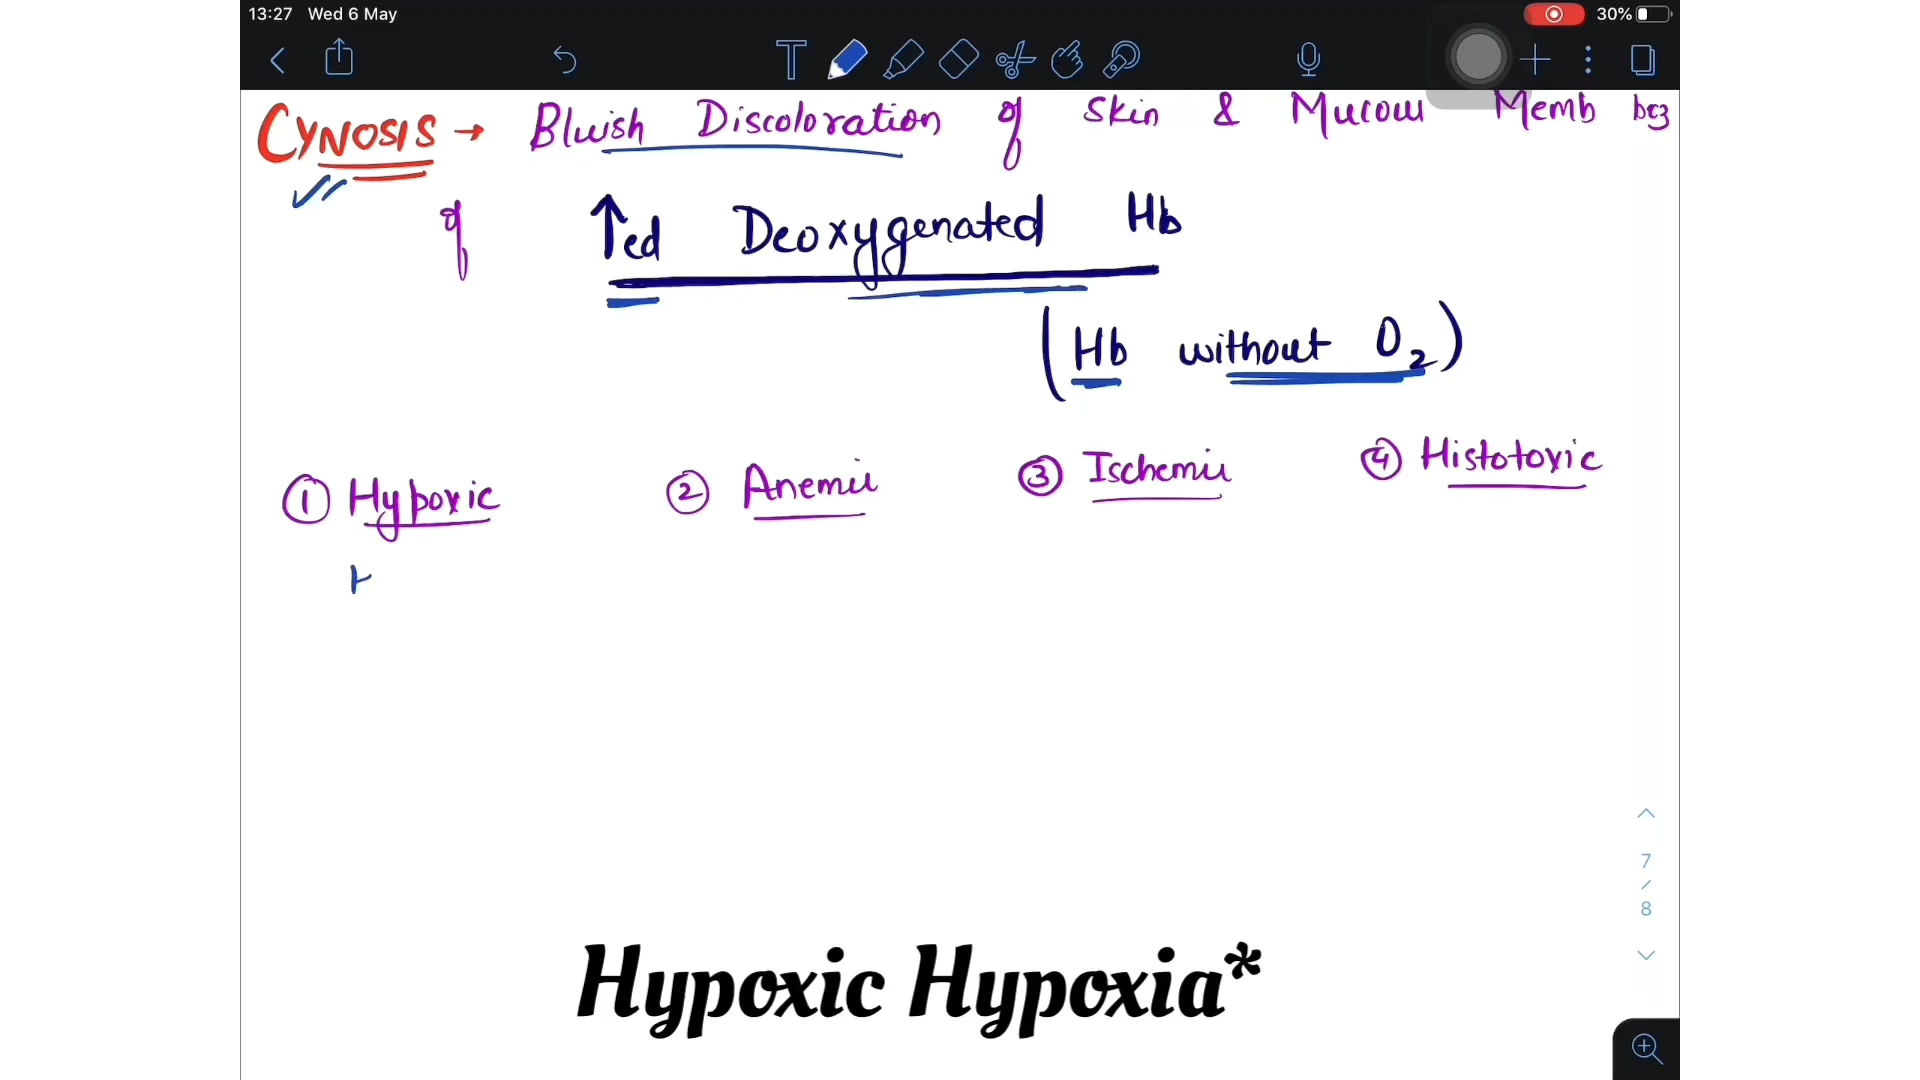 13:27 Wed 6 May 30%
T
CYNOSIS → Bluish Discoloration of Skin & Mucous Memb bcz
of ↑ed Deoxygenated Hb
(Hb without O₂)
① Hypoxic ② Anemic ③ Ischemic ④ Histotoxic
7
/
8
Hypoxic Hypoxia*